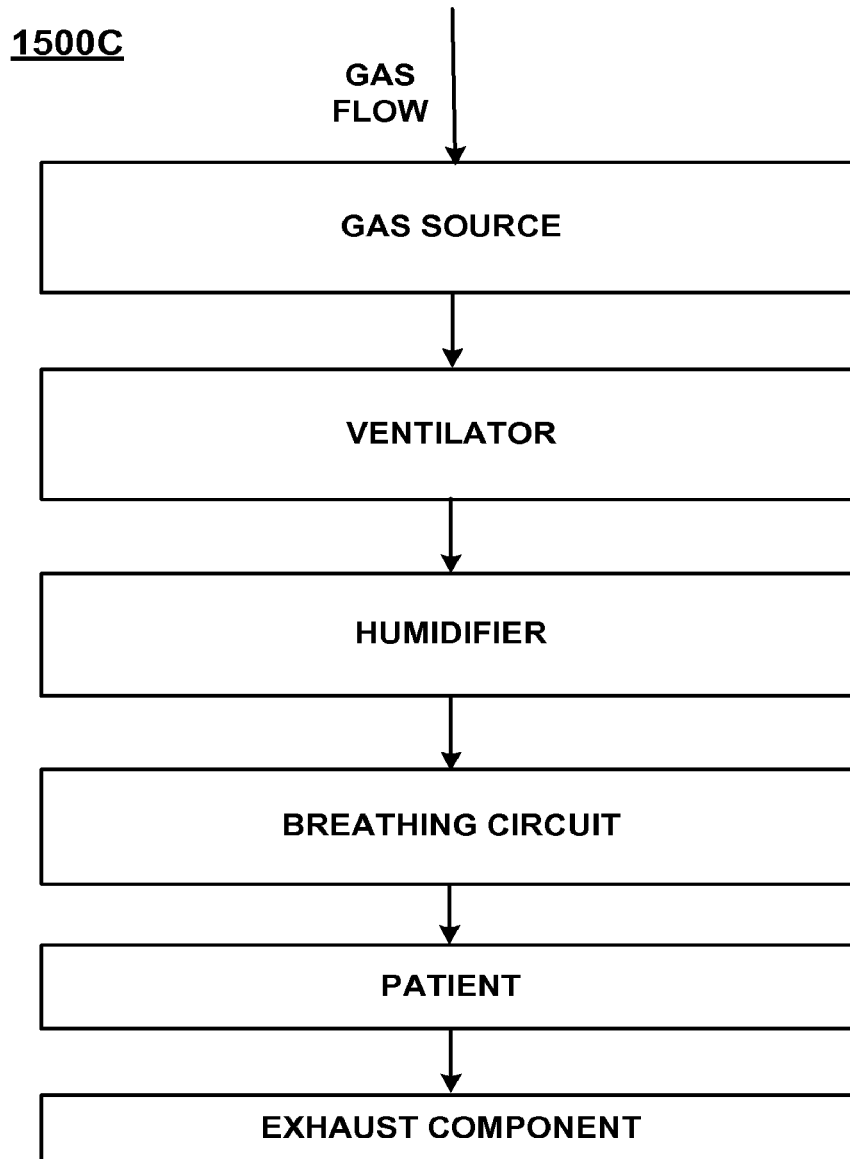 1500C
GAS
FLOW
GAS SOURCE
VENTILATOR
HUMIDIFIER
BREATHING CIRCUIT
PATIENT
EXHAUST COMPONENT